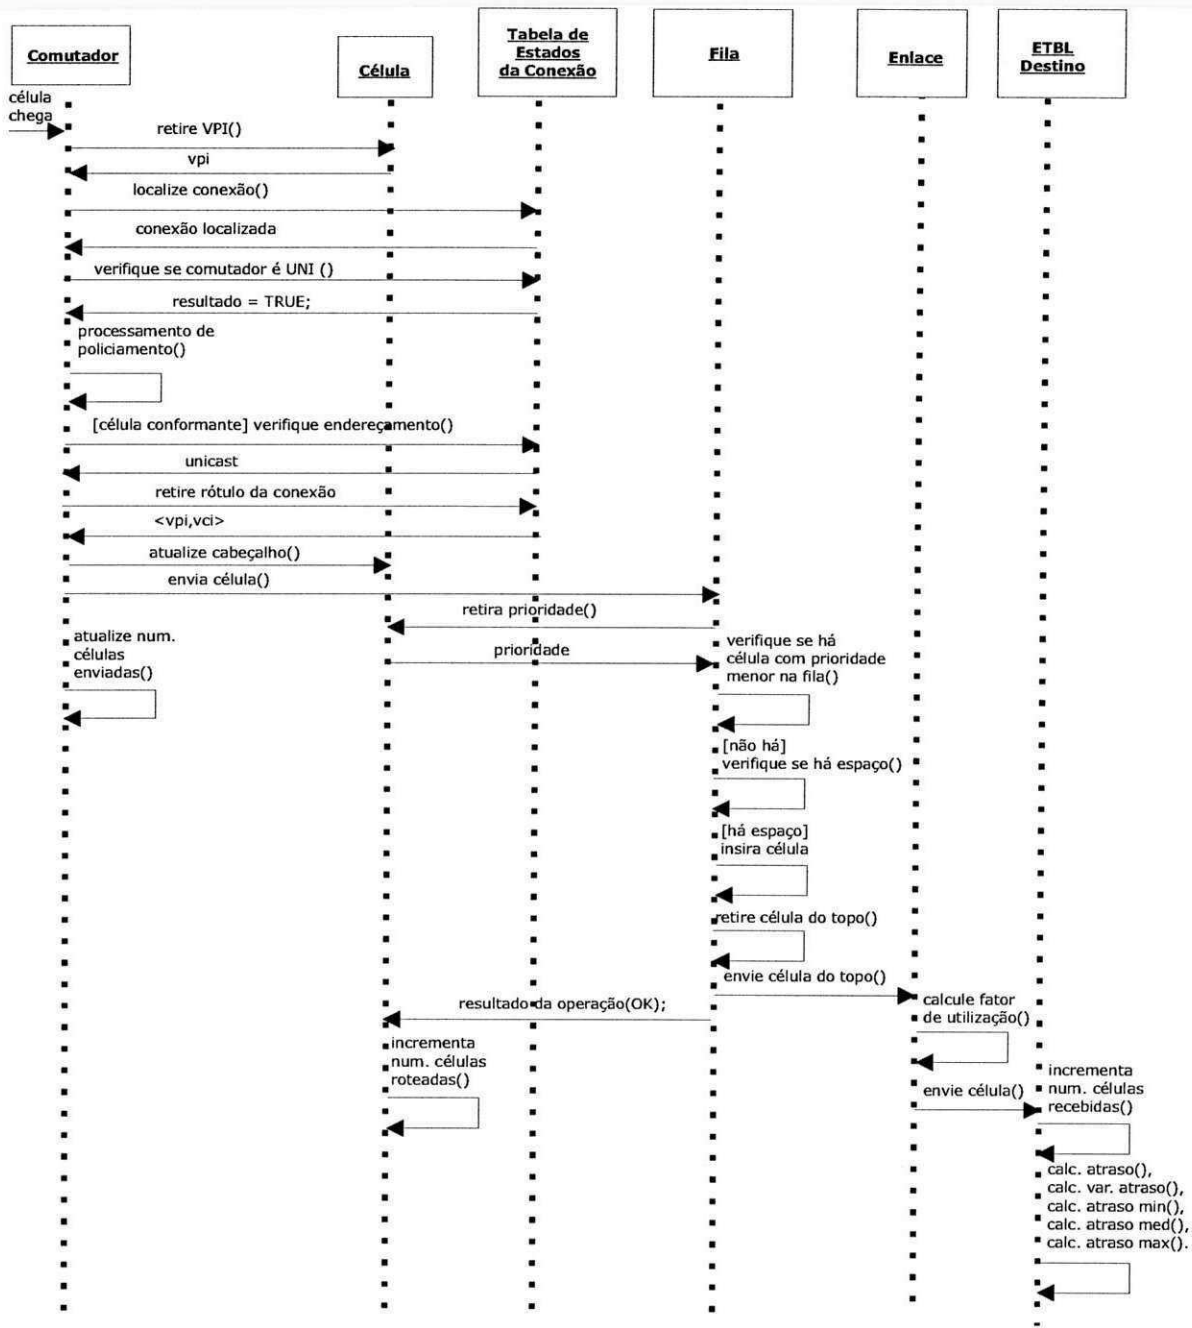 Comutador
Célula
Tabela de
Estados
da Conexão
Fila
Enlace
ETBL
Destino
célula
chega
retire VPI()
vpi
localize conexão()
conexão localizada
verifique se comutador é UNI ()
resultado = TRUE;
processamento de
policiamento()
[célula conformante] verifique endereçamento()
unicast
retire rótulo da conexão
<vpi,vci>
atualize cabeçalho()
envia célula()
retira prioridade()
atualize num.
células
enviadas()
prioridade
verifique se há
célula com prioridade
menor na fila()
[não há]
verifique se há espaço()
[há espaço]
insira célula
retire célula do topo()
envie célula do topo()
resultado da operação(OK);
calcule fator
de utilização()
incrementa
num. células
roteadas()
envie célula()
incrementa
num. células
recebidas()
calc. atraso(),
calc. var. atraso(),
calc. atraso min(),
calc. atraso med(),
calc. atraso max().